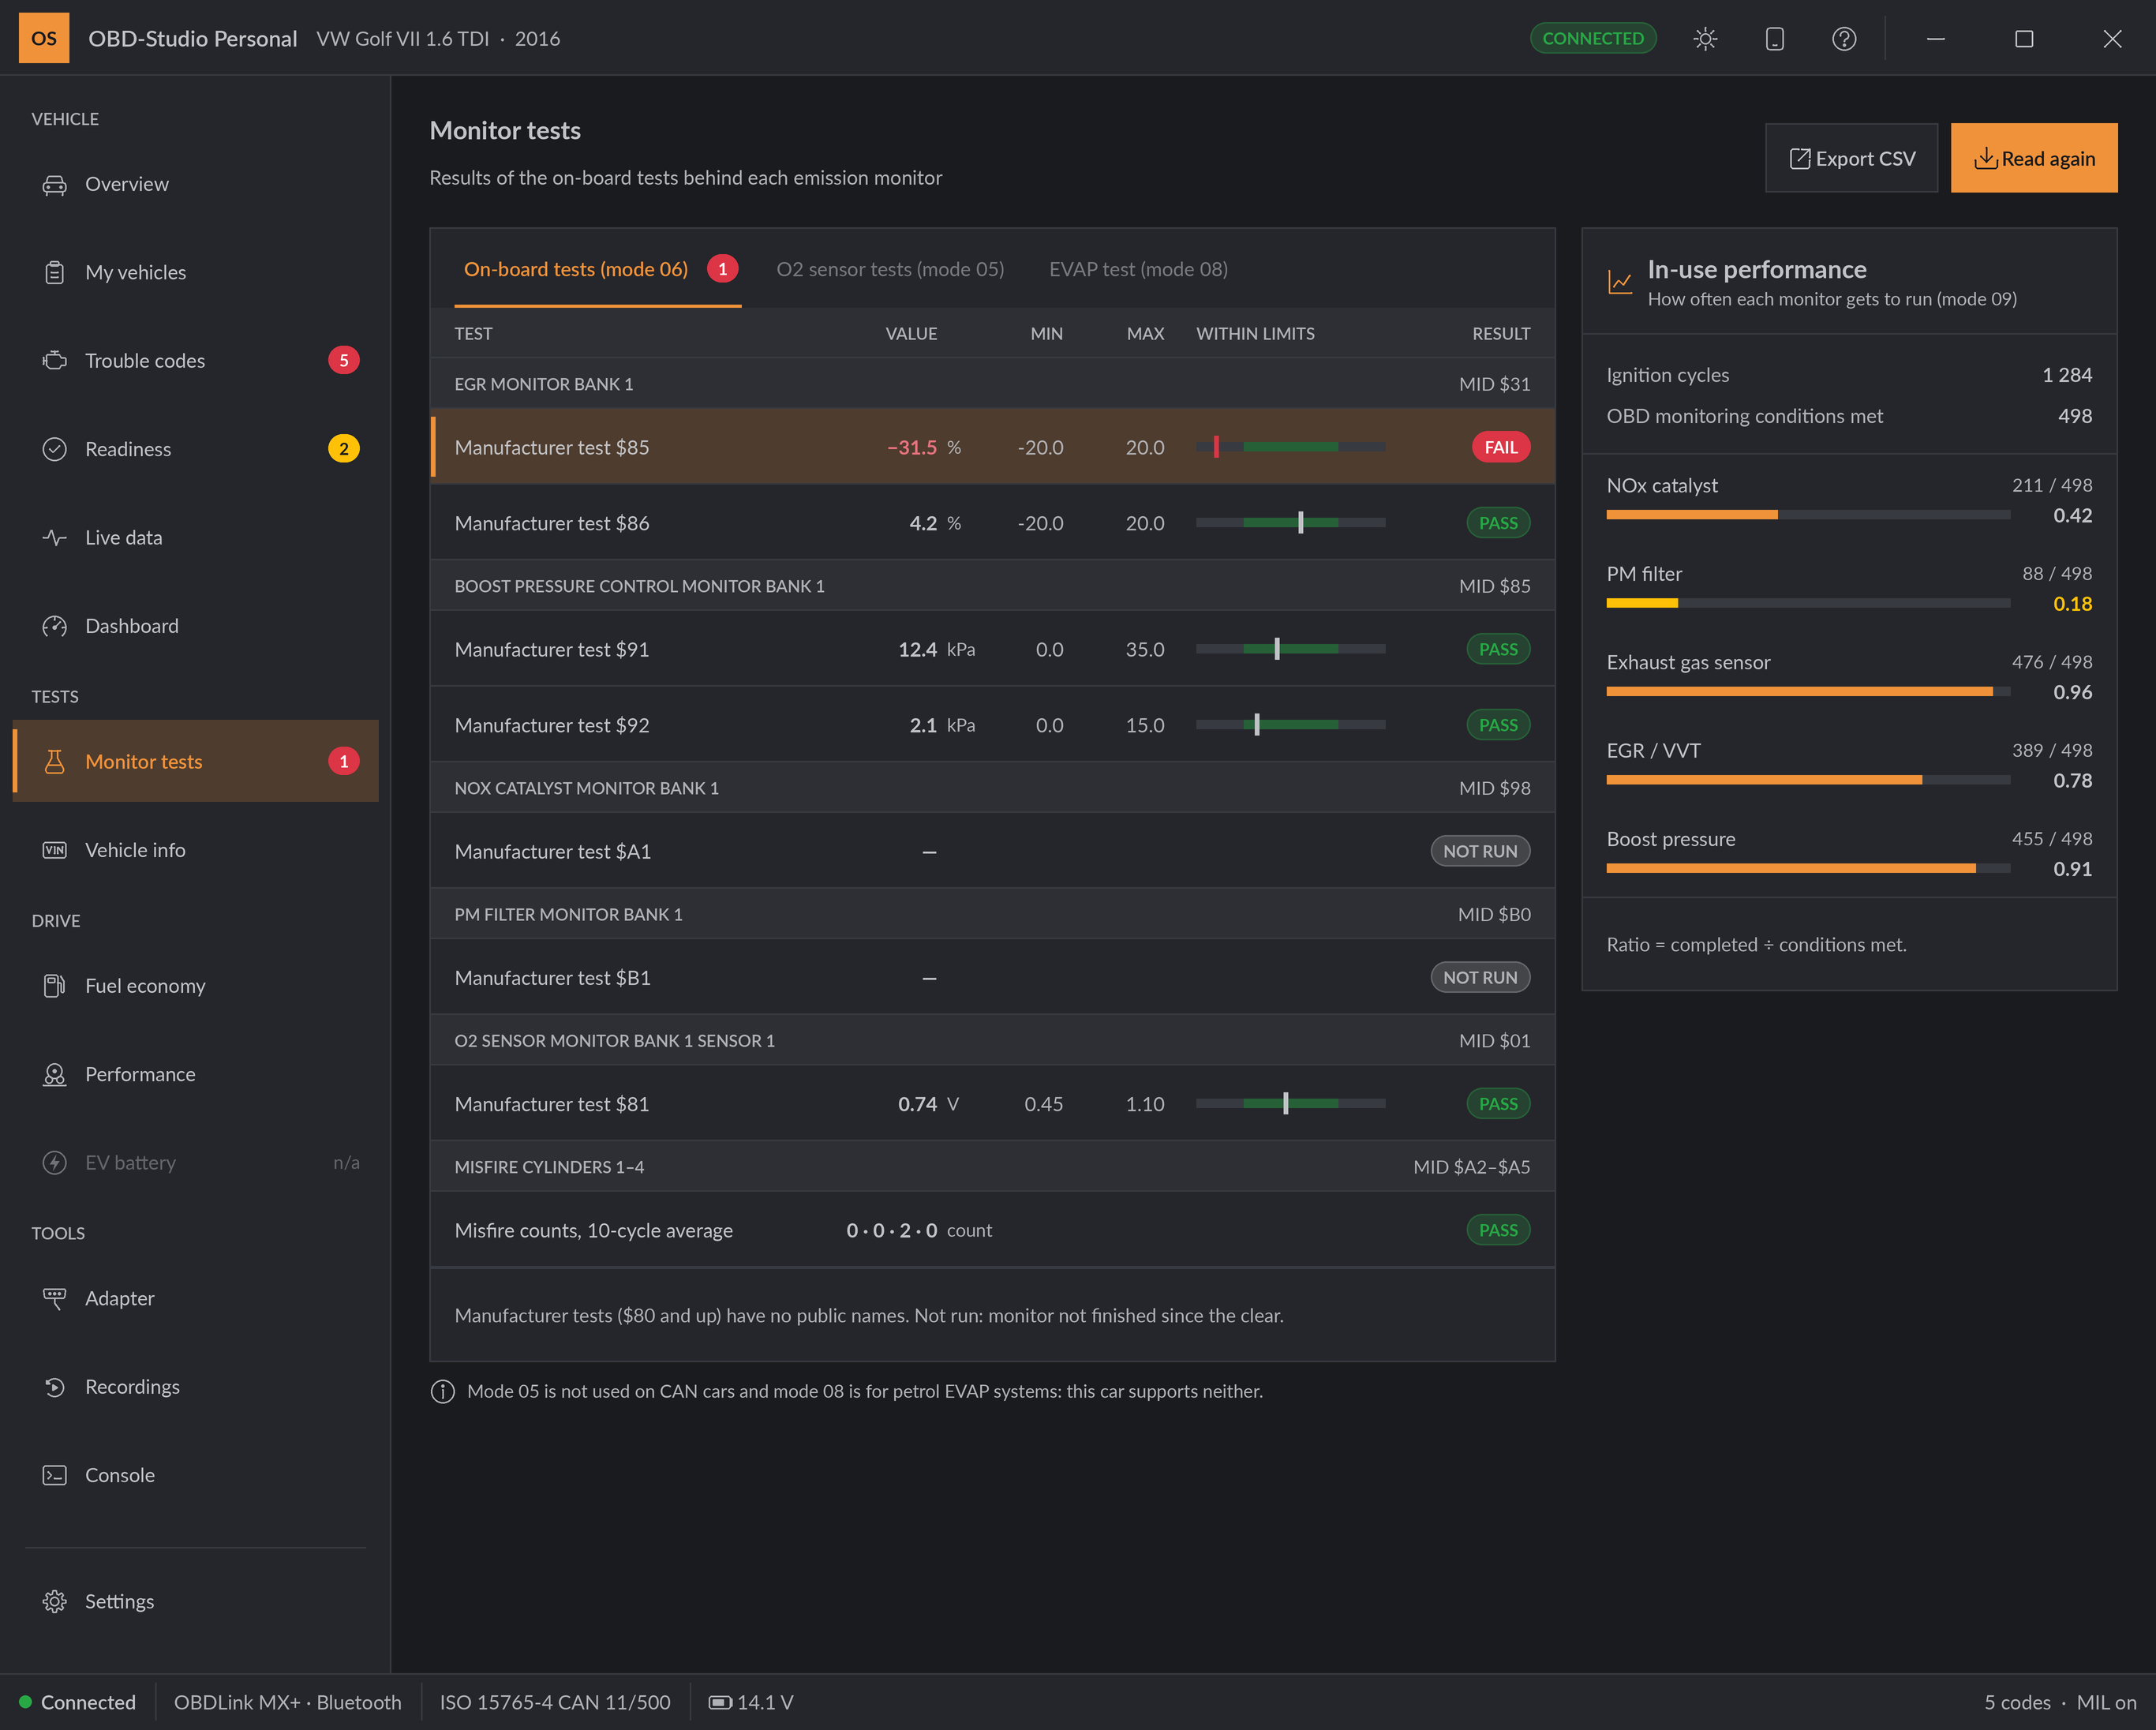 OS OBD-Studio Personal VW Golf VII 1.6 TDI · 2016 CONNECTED
VEHICLE
Overview
My vehicles
Trouble codes 5
Readiness 2
Live data
Dashboard
TESTS
Monitor tests 1
VIN Vehicle info
DRIVE
Fuel economy
Performance
EV battery n/a
TOOLS
Adapter
Recordings
Console
Settings
Monitor tests
Results of the on-board tests behind each emission monitor
Export CSV Read again
On-board tests (mode 06) 1 O2 sensor tests (mode 05) EVAP test (mode 08)
TEST VALUE MIN MAX WITHIN LIMITS RESULT
EGR MONITOR BANK 1 MID $31
Manufacturer test $85 −31.5 % -20.0 20.0 FAIL
Manufacturer test $86 4.2 % -20.0 20.0 PASS
BOOST PRESSURE CONTROL MONITOR BANK 1 MID $85
Manufacturer test $91 12.4 kPa 0.0 35.0 PASS
Manufacturer test $92 2.1 kPa 0.0 15.0 PASS
NOX CATALYST MONITOR BANK 1 MID $98
Manufacturer test $A1 — NOT RUN
PM FILTER MONITOR BANK 1 MID $B0
Manufacturer test $B1 — NOT RUN
O2 SENSOR MONITOR BANK 1 SENSOR 1 MID $01
Manufacturer test $81 0.74 V 0.45 1.10 PASS
MISFIRE CYLINDERS 1–4 MID $A2–$A5
Misfire counts, 10-cycle average 0 · 0 · 2 · 0 count PASS
Manufacturer tests ($80 and up) have no public names. Not run: monitor not finished since the clear.
Mode 05 is not used on CAN cars and mode 08 is for petrol EVAP systems: this car supports neither.
In-use performance
How often each monitor gets to run (mode 09)
Ignition cycles 1 284
OBD monitoring conditions met 498
NOx catalyst 211 / 498
0.42
PM filter 88 / 498
0.18
Exhaust gas sensor 476 / 498
0.96
EGR / VVT 389 / 498
0.78
Boost pressure 455 / 498
0.91
Ratio = completed ÷ conditions met.
Connected OBDLink MX+ · Bluetooth ISO 15765-4 CAN 11/500 14.1 V 5 codes · MIL on